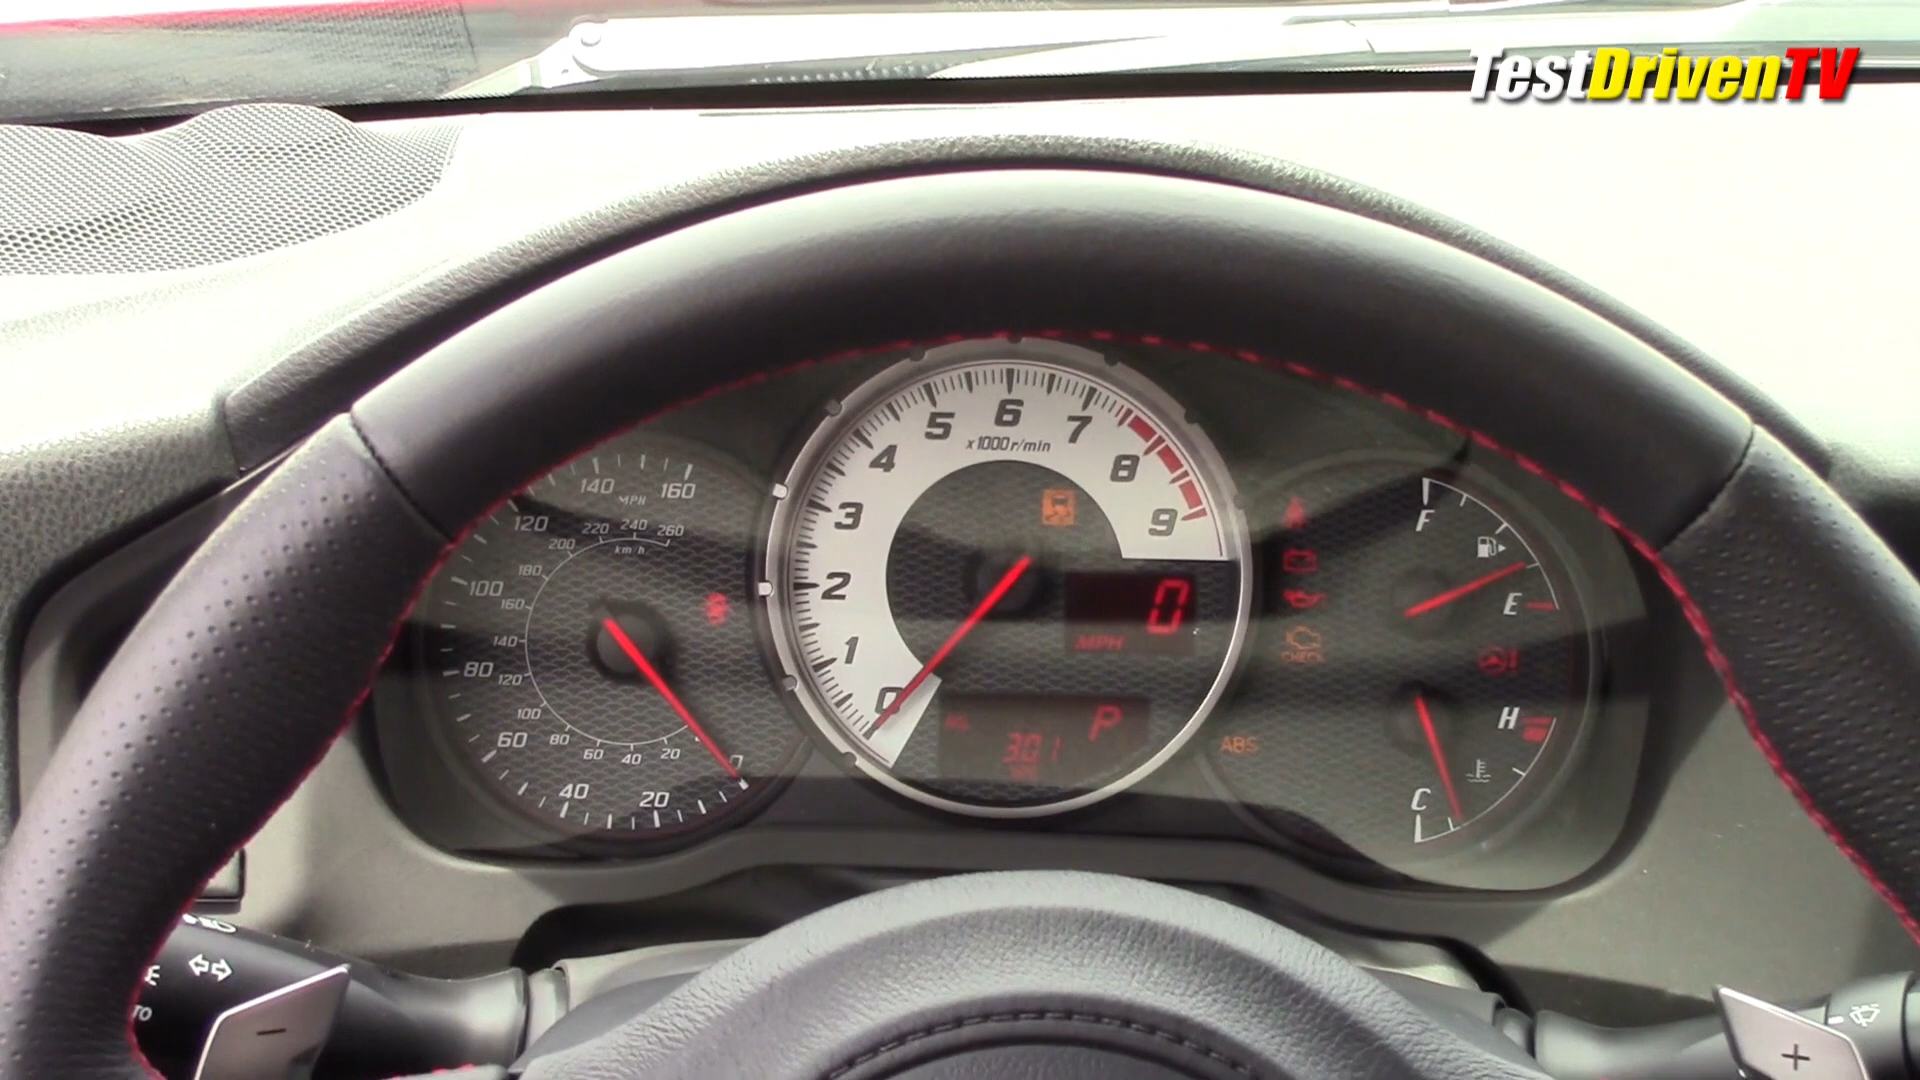 TestDrivenTV
0 20 40 60 80 100 120 140 160
MPH
20 40 60 80 100 120 140 160 180 200 220 240 260
km/h
0 1 2 3 4 5 6 7 8 9
x1000r/min
0
MPH
P
301
CHECK
ABS
F
E
H
C
-
+